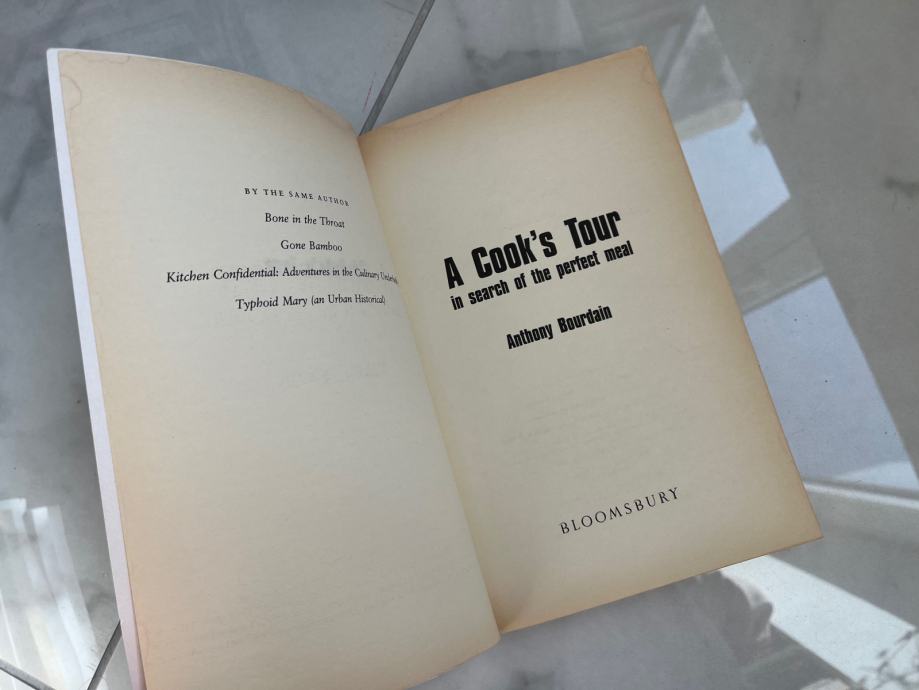 BY THE SAME AUTHOR
Bone in the Throat
Gone Bamboo
Kitchen Confidential: Adventures in the Culinary
Typhoid Mary (an Urban Historical)
A Cook's Tour
in search of the perfect meal
Anthony Bourdain
BLOOMSBURY